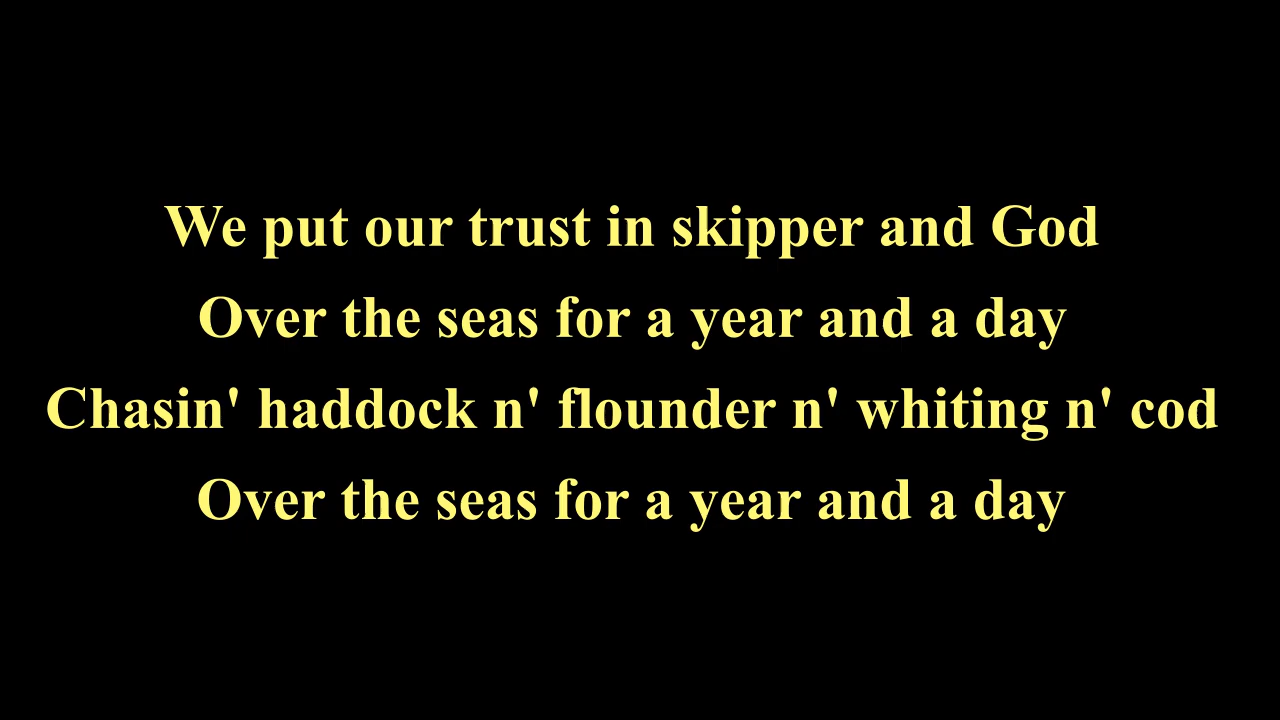 We put our trust in skipper and God
Over the seas for a year and a day
Chasin' haddock n' flounder n' whiting n' cod
Over the seas for a year and a day